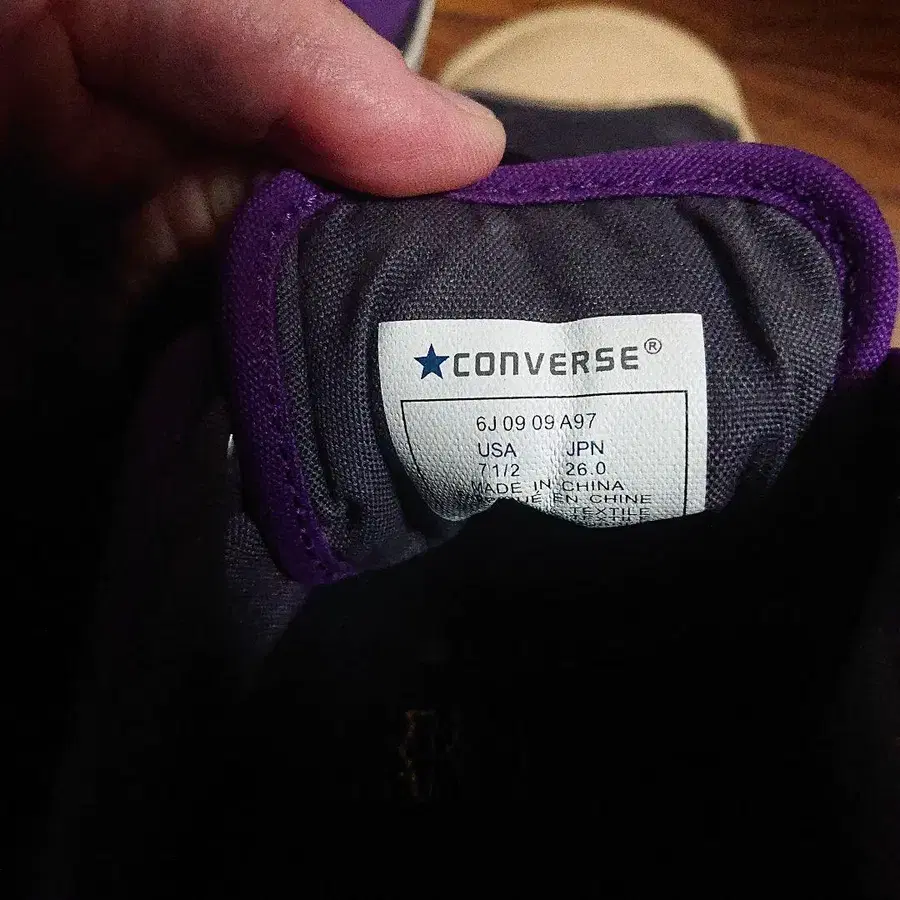 ★CONVERSE®
6J 09 09 A97
USA JPN
7 1/2 26.0
MADE IN CHINA
EN CHINE
TEXTILE